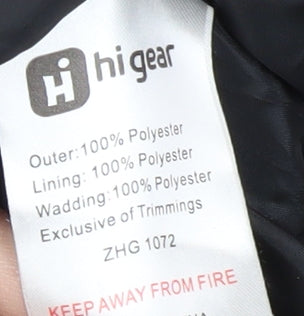 Hi hi gear
Outer:100% Polyester
Lining: 100% Polyester
Wadding:100% Polyester
Exclusive of Trimmings
ZHG 1072
KEEP AWAY FROM FIRE